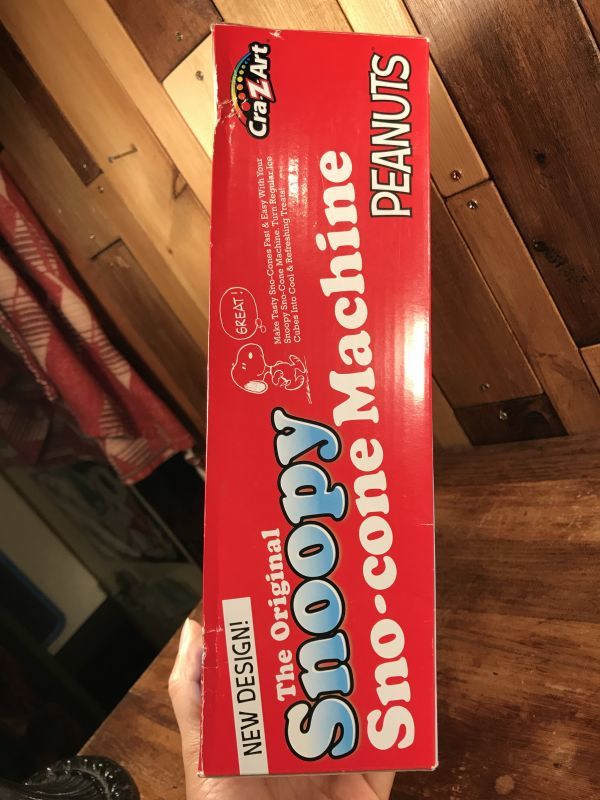 NEW DESIGN!
The Original
Snoopy
Sno-cone Machine
GREAT!
Make Tasty Sno-Cones Fast & Easy With Your
Snoopy Sno-Cone Machine. Turn Regular Ice
Cubes Into Cool & Refreshing Treats!
Cra-Z-Art
PEANUTS